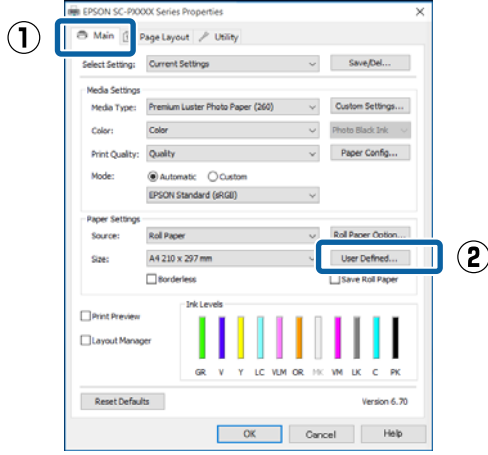 EPSON SC-PXXXX Series Properties
①
Main
Page Layout
Utility
Select Setting: Current Settings Save/Del...
Media Settings
Media Type: Premium Luster Photo Paper (260) Custom Settings...
Color: Color Photo Black Ink
Print Quality: Quality Paper Config...
Mode: Automatic Custom
EPSON Standard (sRGB)
Paper Settings
Source: Roll Paper Roll Paper Option...
Size: A4 210 x 297 mm User Defined...
②
Borderless Save Roll Paper
Ink Levels
Print Preview
Layout Manager
GR V Y LC VLM OR MK VM LK C PK
Reset Defaults Version 6.70
OK Cancel Help